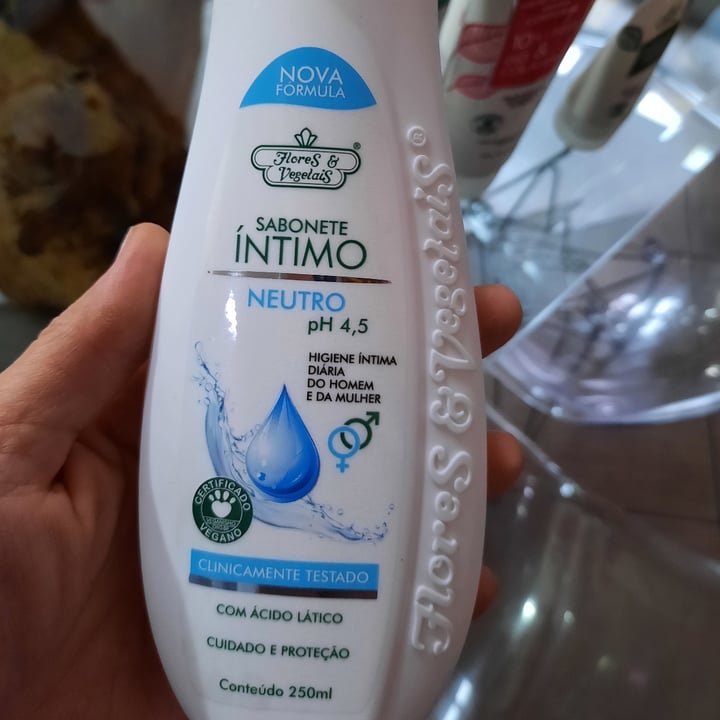 NOVA
FÓRMULA
FloreS &
VegetaiS®
SABONETE
ÍNTIMO
NEUTRO
pH 4,5
HIGIENE ÍNTIMA
DIÁRIA
DO HOMEM
E DA MULHER
CERTIFICADO
VEGANO
CLINICAMENTE TESTADO
COM ÁCIDO LÁTICO
CUIDADO E PROTEÇÃO
Conteúdo 250ml
FloreS & VegetaiS®